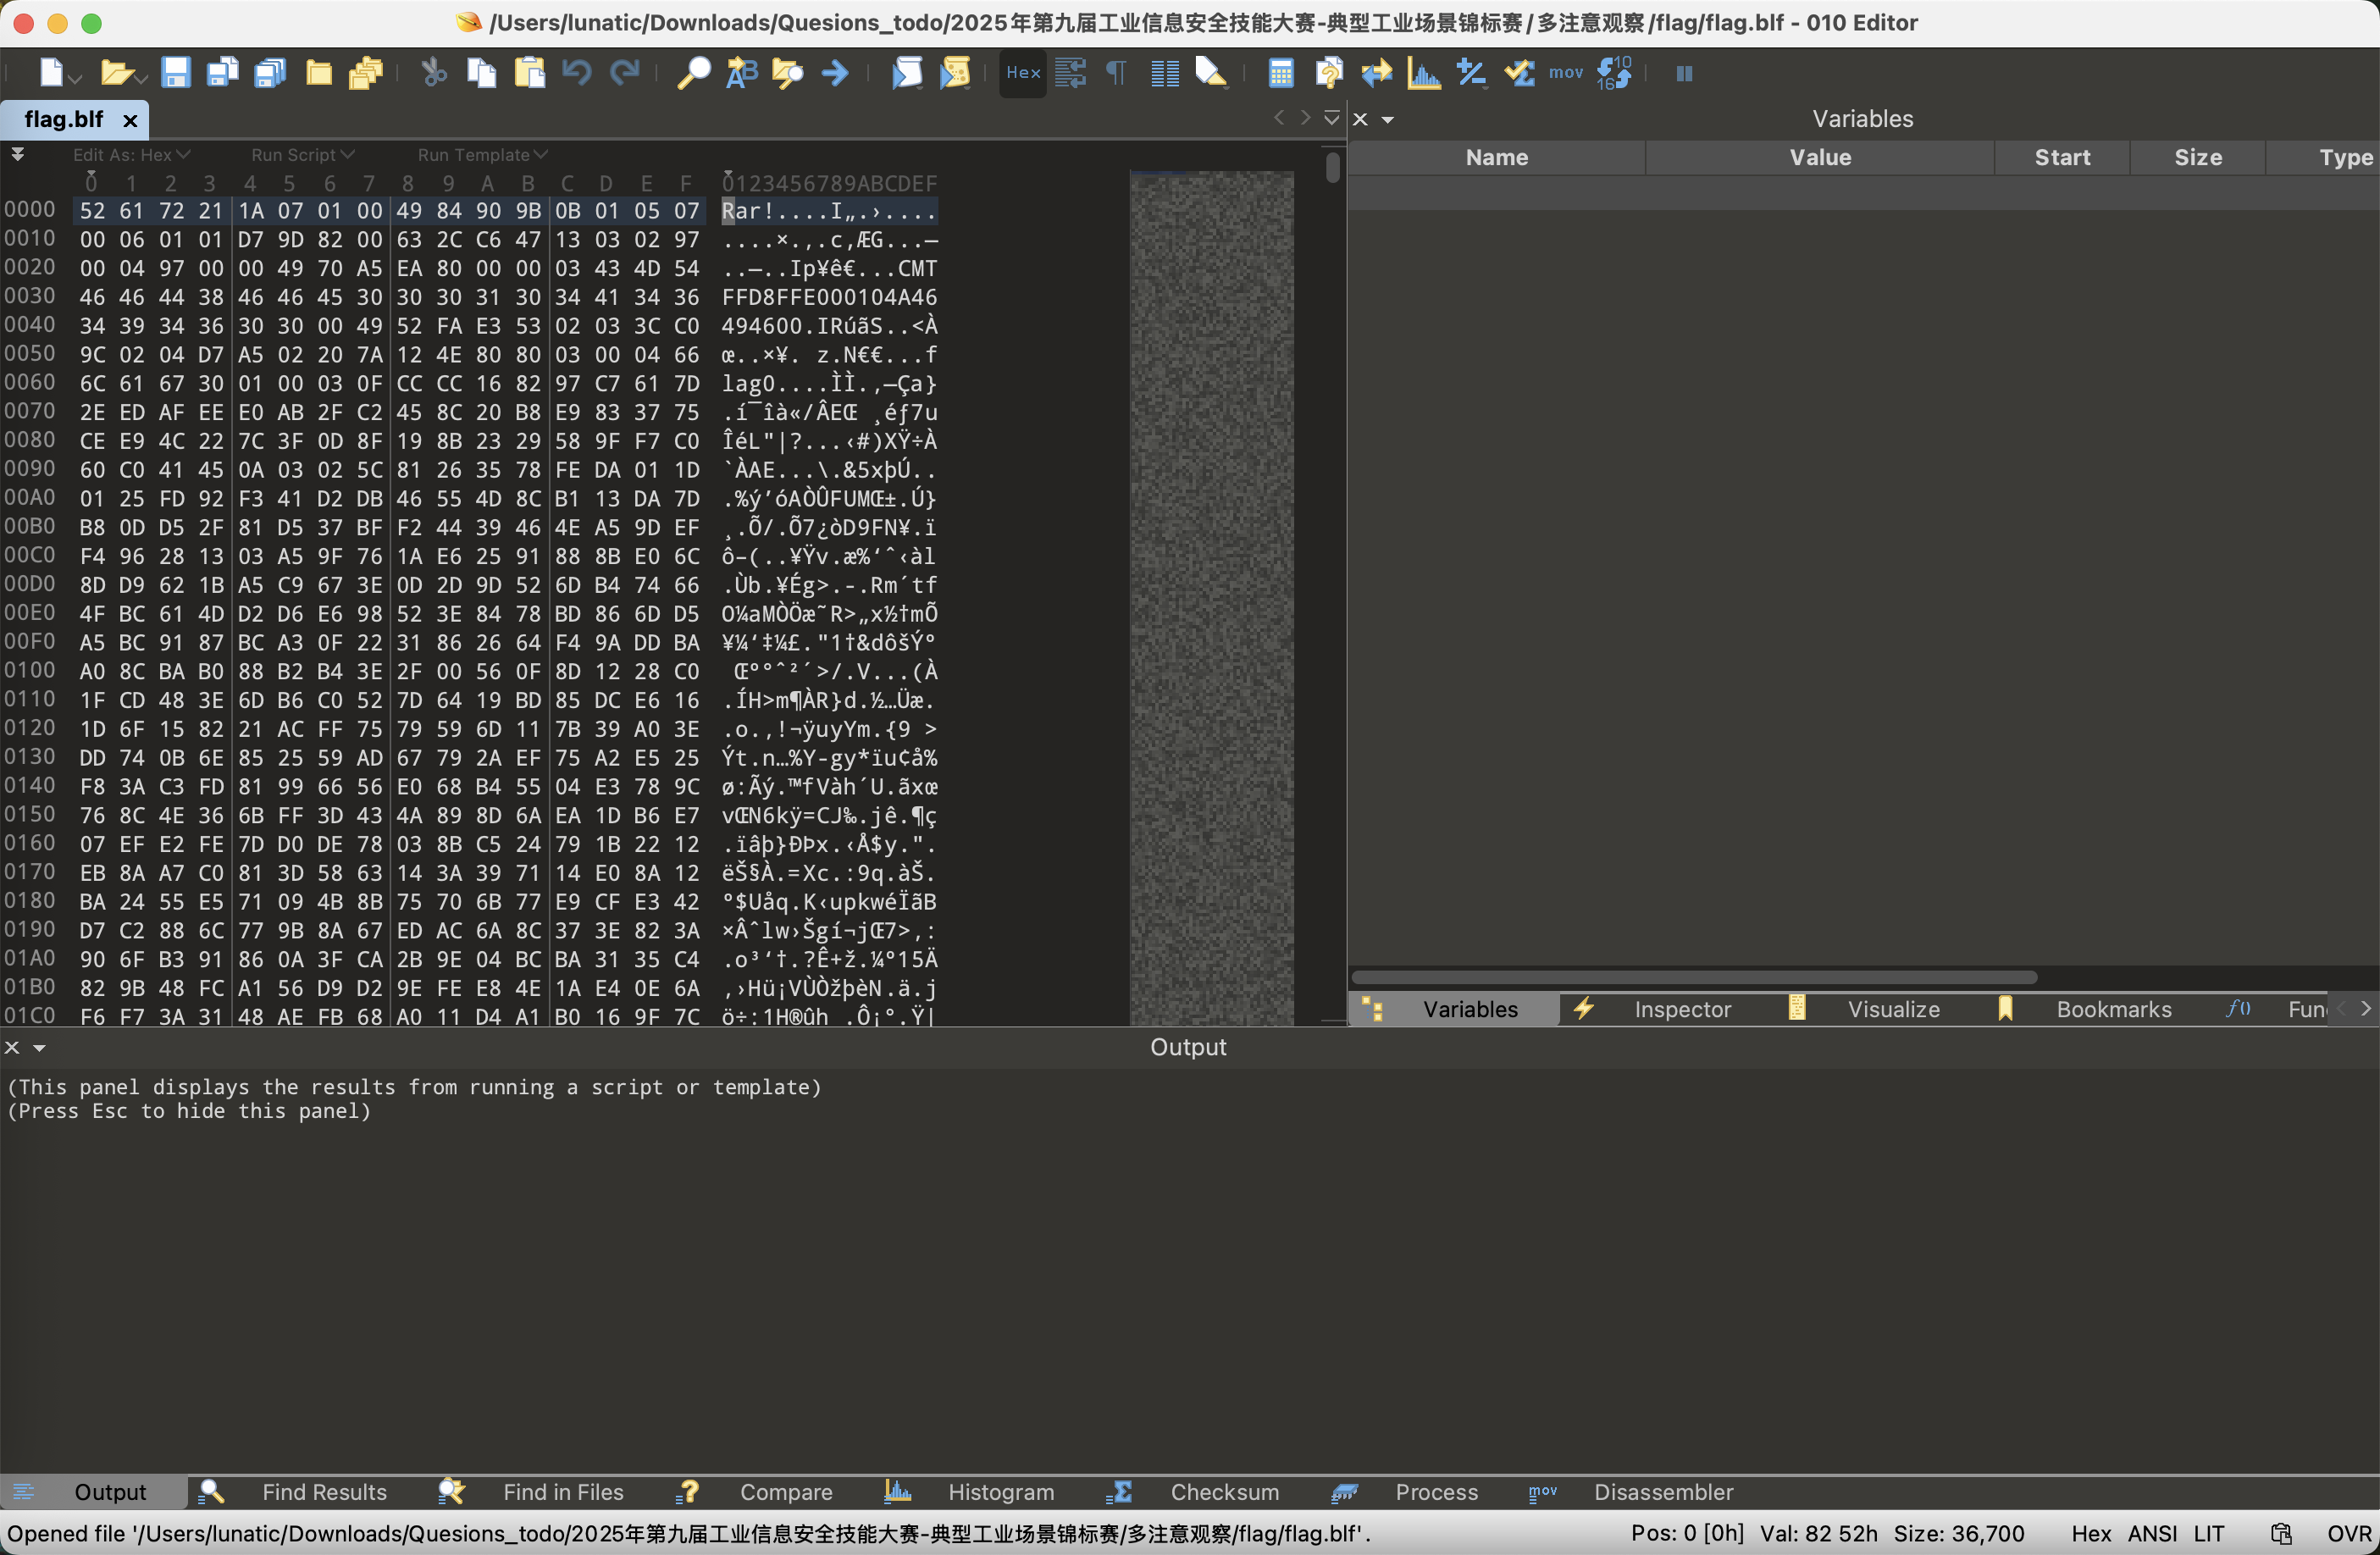 /Users/lunatic/Downloads/Quesions_todo/2025年第九届工业信息安全技能大赛-典型工业场景锦标赛/多注意观察/flag/flag.blf - 010 Editor
Hex
mov
10
16
flag.blf
Variables
Edit As: Hex Run Script Run Template
Name Value Start Size Type
0 1 2 3 4 5 6 7 8 9 A B C D E F 0123456789ABCDEF
0000 52 61 72 21 1A 07 01 00 49 84 90 9B 0B 01 05 07 Rar!....I„.›....
0010 00 06 01 01 D7 9D 82 00 63 2C C6 47 13 03 02 97 ....×.‚.c,ÆG...—
0020 00 04 97 00 00 49 70 A5 EA 80 00 00 03 43 4D 54 ..—..Ip¥ê€...CMT
0030 46 46 44 38 46 46 45 30 30 30 31 30 34 41 34 36 FFD8FFE000104A46
0040 34 39 34 36 30 30 00 49 52 FA E3 53 02 03 3C C0 494600.IRúãS..<À
0050 9C 02 04 D7 A5 02 20 7A 12 4E 80 80 03 00 04 66 œ..×¥. z.N€€...f
0060 6C 61 67 30 01 00 03 0F CC CC 16 82 97 C7 61 7D lag0....ÌÌ.‚—Ça}
0070 2E ED AF EE E0 AB 2F C2 45 8C 20 B8 E9 83 37 75 .í¯îà«/ÂEŒ ¸éƒ7u
0080 CE E9 4C 22 7C 3F 0D 8F 19 8B 23 29 58 9F F7 C0 ÎéL"|?...‹#)XŸ÷À
0090 60 C0 41 45 0A 03 02 5C 81 26 35 78 FE DA 01 1D `ÀAE...\.&5xþÚ..
00A0 01 25 FD 92 F3 41 D2 DB 46 55 4D 8C B1 13 DA 7D .%ý’óAÒÛFUMŒ±.Ú}
00B0 B8 0D D5 2F 81 D5 37 BF F2 44 39 46 4E A5 9D EF ¸.Õ/.Õ7¿òD9FN¥.ï
00C0 F4 96 28 13 03 A5 9F 76 1A E6 25 91 88 8B E0 6C ô–(..¥Ÿv.æ%‘ˆ‹àl
00D0 8D D9 62 1B A5 C9 67 3E 0D 2D 9D 52 6D B4 74 66 .Ùb.¥Ég>.-.Rm´tf
00E0 4F BC 61 4D D2 D6 E6 98 52 3E 84 78 BD 86 6D D5 O¼aMÒÖæ˜R>„x½†mÕ
00F0 A5 BC 91 87 BC A3 0F 22 31 86 26 64 F4 9A DD BA ¥¼‘‡¼£."1†&dôšÝº
0100 A0 8C BA B0 88 B2 B4 3E 2F 00 56 0F 8D 12 28 C0  Œº°ˆ²´>/.V...(À
0110 1F CD 48 3E 6D B6 C0 52 7D 64 19 BD 85 DC E6 16 .ÍH>m¶ÀR}d.½…Üæ.
0120 1D 6F 15 82 21 AC FF 75 79 59 6D 11 7B 39 A0 3E .o.‚!¬ÿuyYm.{9 >
0130 DD 74 0B 6E 85 25 59 AD 67 79 2A EF 75 A2 E5 25 Ýt.n…%Y-gy*ïu¢å%
0140 F8 3A C3 FD 81 99 66 56 E0 68 B4 55 04 E3 78 9C ø:Ãý.™fVàh´U.ãxœ
0150 76 8C 4E 36 6B FF 3D 43 4A 89 8D 6A EA 1D B6 E7 vŒN6kÿ=CJ‰.jê.¶ç
0160 07 EF E2 FE 7D D0 DE 78 03 8B C5 24 79 1B 22 12 .ïâþ}ÐÞx.‹Å$y.".
0170 EB 8A A7 C0 81 3D 58 63 14 3A 39 71 14 E0 8A 12 ëŠ§À.=Xc.:9q.àŠ.
0180 BA 24 55 E5 71 09 4B 8B 75 70 6B 77 E9 CF E3 42 º$Uåq.K‹upkwéÏãB
0190 D7 C2 88 6C 77 9B 8A 67 ED AC 6A 8C 37 3E 82 3A ×Âˆlw›Šgí¬jŒ7>‚:
01A0 90 6F B3 91 86 0A 3F CA 2B 9E 04 BC BA 31 35 C4 .o³‘†.?Ê+ž.¼º15Ä
01B0 82 9B 48 FC A1 56 D9 D2 9E FE E8 4E 1A E4 0E 6A ‚›Hü¡VÙÒžþèN.ä.j
01C0 F6 F7 3A 31 48 AE FB 68 A0 11 D4 A1 B0 16 9F 7C ö÷:1H®ûh .Ô¡°.Ÿ|
Variables Inspector Visualize Bookmarks f() Fun
Output
(This panel displays the results from running a script or template)
(Press Esc to hide this panel)
Output Find Results Find in Files Compare Histogram Checksum Process mov Disassembler
Opened file '/Users/lunatic/Downloads/Quesions_todo/2025年第九届工业信息安全技能大赛-典型工业场景锦标赛/多注意观察/flag/flag.blf'. Pos: 0 [0h] Val: 82 52h Size: 36,700 Hex ANSI LIT OVR